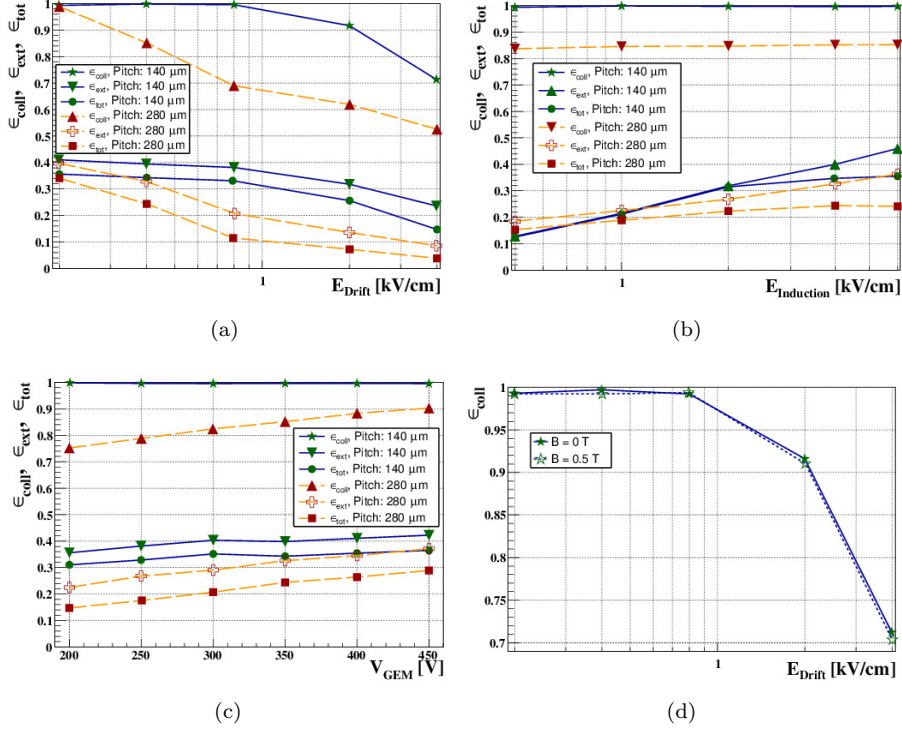 ϵcoll, ϵext, ϵtot
1
0.9
0.8
0.7
0.6
0.5
0.4
0.3
0.2
0.1
0
ϵcoll, Pitch: 140 μm
ϵext, Pitch: 140 μm
ϵtot, Pitch: 140 μm
ϵcoll, Pitch: 280 μm
ϵext, Pitch: 280 μm
ϵtot, Pitch: 280 μm
1
EDrift [kV/cm]
(a)
ϵcoll, ϵext, ϵtot
1
0.9
0.8
0.7
0.6
0.5
0.4
0.3
0.2
0.1
0
ϵcoll, Pitch: 140 μm
ϵext, Pitch: 140 μm
ϵtot, Pitch: 140 μm
ϵcoll, Pitch: 280 μm
ϵext, Pitch: 280 μm
ϵtot, Pitch: 280 μm
1
EInduction [kV/cm]
(b)
ϵcoll, ϵext, ϵtot
1
0.9
0.8
0.7
0.6
0.5
0.4
0.3
0.2
0.1
0
ϵcoll, Pitch: 140 μm
ϵext, Pitch: 140 μm
ϵtot, Pitch: 140 μm
ϵcoll, Pitch: 280 μm
ϵext, Pitch: 280 μm
ϵtot, Pitch: 280 μm
200 250 300 350 400 450
VGEM [V]
(c)
ϵcoll
1
0.95
0.9
0.85
0.8
0.75
0.7
B = 0 T
B = 0.5 T
1
EDrift [kV/cm]
(d)